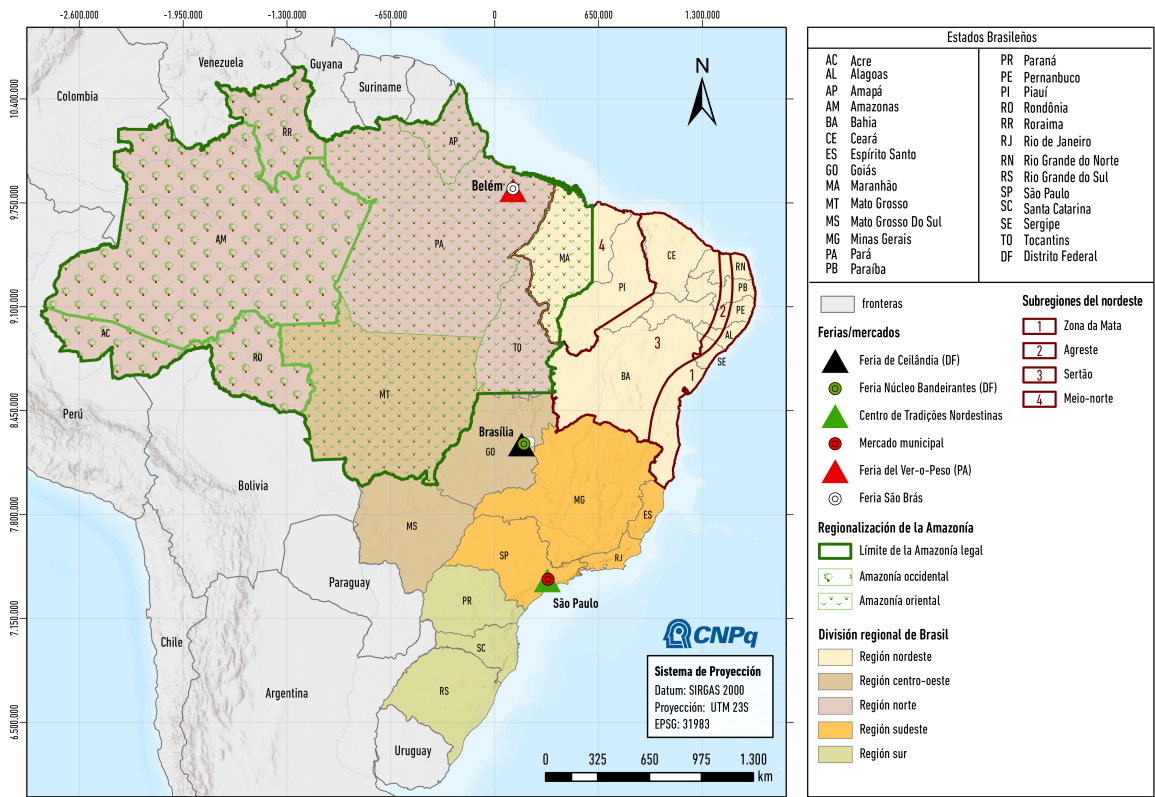 -2.600.000 -1.950.000 -1.300.000 -650.000 0 650.000 1.300.000
10.400.000
9.750.000
9.100.000
8.450.000
7.800.000
7.150.000
6.500.000
Venezuela
Guyana
Suriname
Colombia
N
RR
AP
Belém
AM
PA
MA
4
CE
RN
PI
PB
2
PE
AC
RO
TO
3
AL
SE
1
BA
MT
Perú
Brasília
GO
Bolivia
MG
MS
ES
SP
RJ
Paraguay
São Paulo
PR
Chile
SC
CNPq
Argentina
RS
Uruguay
Sistema de Proyección
Datum: SIRGAS 2000
Proyección: UTM 23S
EPSG: 31983
0 325 650 975 1.300
km
Estados Brasileños
AC Acre
AL Alagoas
AP Amapá
AM Amazonas
BA Bahia
CE Ceará
ES Espírito Santo
GO Goiás
MA Maranhão
MT Mato Grosso
MS Mato Grosso Do Sul
MG Minas Gerais
PA Pará
PB Paraíba
PR Paraná
PE Pernambuco
PI Piauí
RO Rondônia
RR Roraima
RJ Rio de Janeiro
RN Rio Grande do Norte
RS Rio Grande do Sul
SP São Paulo
SC Santa Catarina
SE Sergipe
TO Tocantins
DF Distrito Federal
fronteras
Ferias/mercados
Feria de Ceilândia (DF)
Feria Núcleo Bandeirantes (DF)
Centro de Tradições Nordestinas
Mercado municipal
Feria del Ver-o-Peso (PA)
Feria São Brás
Subregiones del nordeste
1 Zona da Mata
2 Agreste
3 Sertão
4 Meio-norte
Regionalización de la Amazonía
Límite de la Amazonía legal
Amazonía occidental
Amazonía oriental
División regional de Brasil
Región nordeste
Región centro-oeste
Región norte
Región sudeste
Región sur